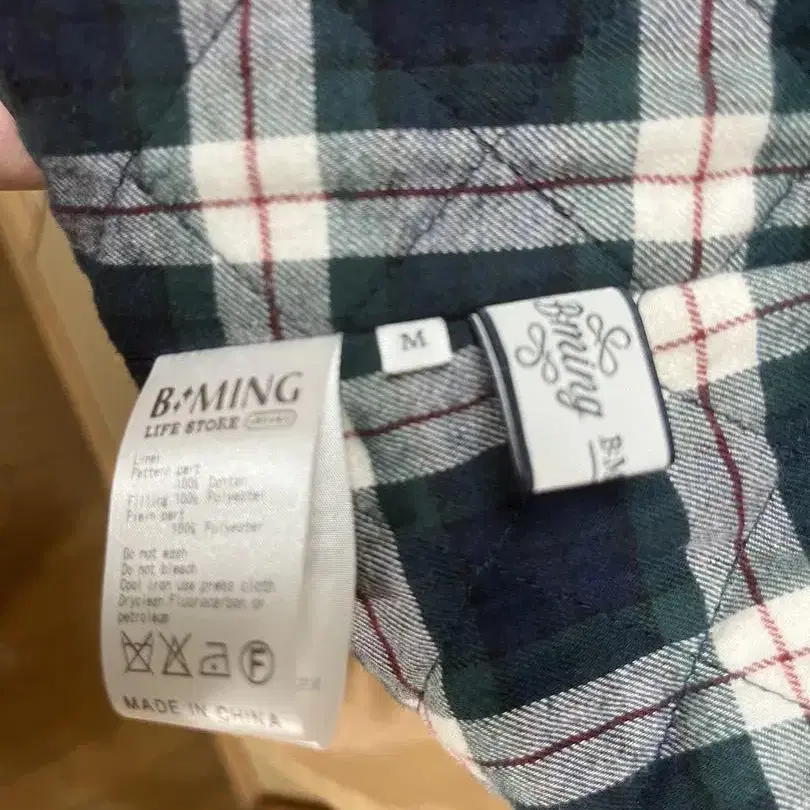 B:MING
LIFE STORE
Liner
Pattern part
100% Cotton
Filling 100% Polyester
Plain part
100% Polyester
Do not wash
Do not bleach
Cool iron use press cloth
Dryclean Fluorocarbon or
petroleum
F
MADE IN CHINA
M
Bming